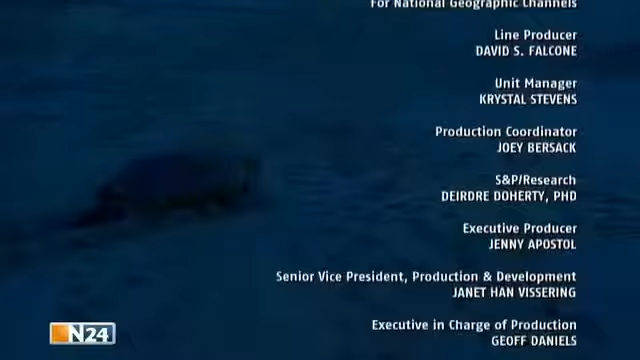 For National Geographic Channels
Line Producer
DAVID S. FALCONE
Unit Manager
KRYSTAL STEVENS
Production Coordinator
JOEY BERSACK
S&P/Research
DEIRDRE DOHERTY, PHD
Executive Producer
JENNY APOSTOL
Senior Vice President, Production & Development
JANET HAN VISSERING
Executive in Charge of Production
GEOFF DANIELS
N24